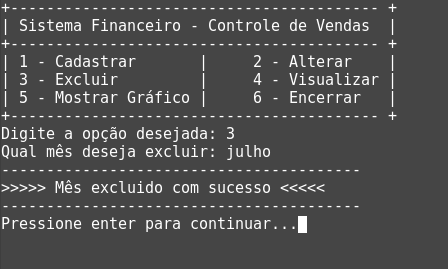 +----------------------------------------- +
| Sistema Financeiro - Controle de Vendas  |
+----------------------------------------- +
| 1 - Cadastrar       |     2 - Alterar    |
| 3 - Excluir         |     4 - Visualizar |
| 5 - Mostrar Gráfico |     6 - Encerrar   |
+----------------------------------------- +
Digite a opção desejada: 3
Qual mês deseja excluir: julho
----------------------------------------
>>>>> Mês excluido com sucesso <<<<<
----------------------------------------
Pressione enter para continuar...